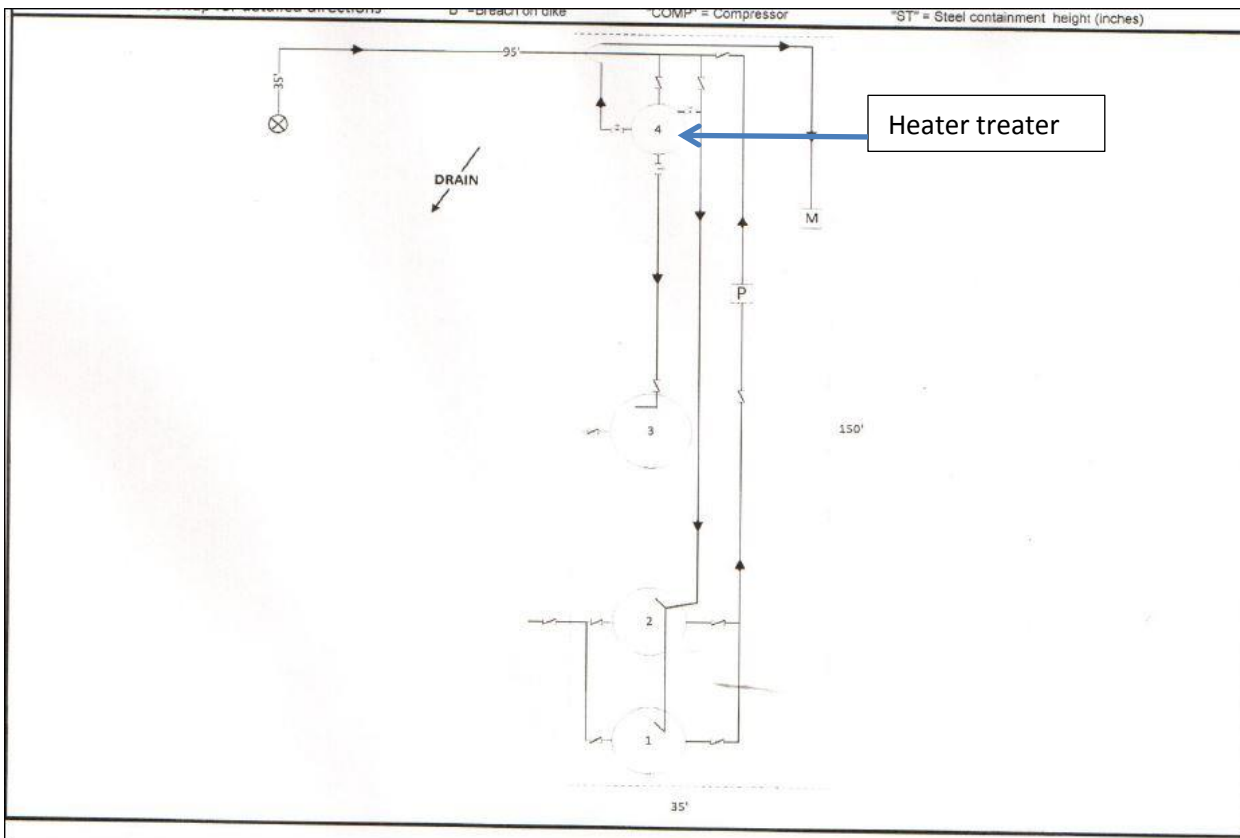 "B" =Breach on dike "COMP" = Compressor "ST" = Steel containment height (inches)
95'
35'
4
Heater treater
DRAIN
M
P
3
150'
2
1
35'